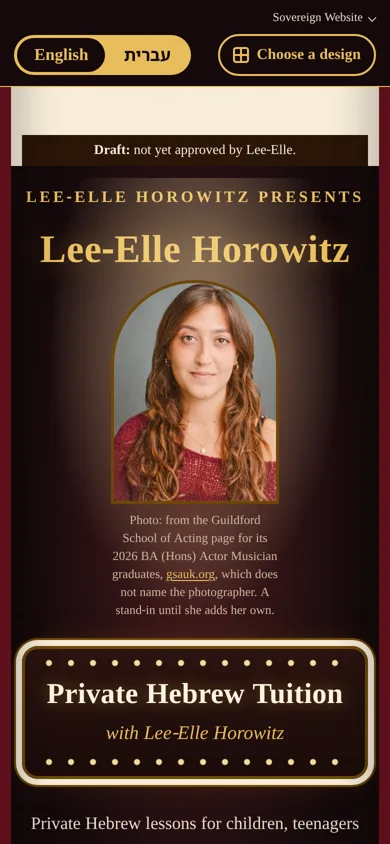 Sovereign Website
English
עברית
Choose a design
Draft: not yet approved by Lee-Elle.
LEE-ELLE HOROWITZ PRESENTS
Lee-Elle Horowitz
Photo: from the Guildford
School of Acting page for its
2026 BA (Hons) Actor Musician
graduates, gsauk.org, which does
not name the photographer. A
stand-in until she adds her own.
Private Hebrew Tuition
with Lee-Elle Horowitz
Private Hebrew lessons for children, teenagers